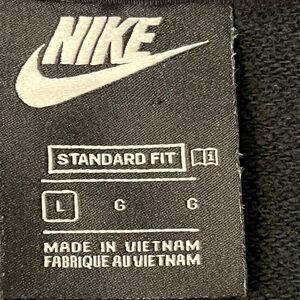 NIKE
STANDARD FIT
L G G
MADE IN VIETNAM
FABRIQUE AU VIETNAM